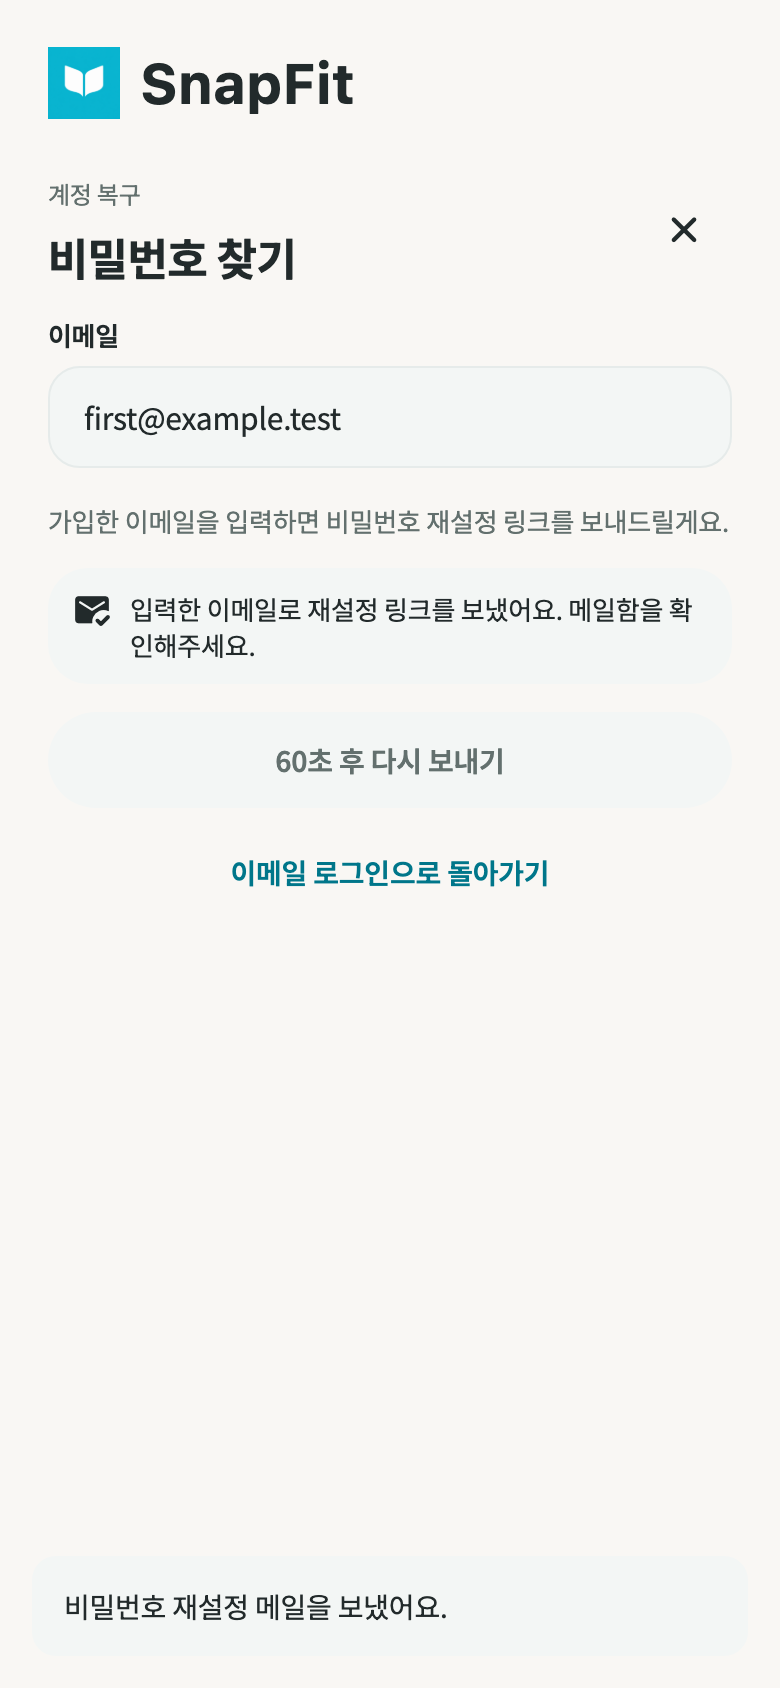 SnapFit
계정 복구
비밀번호 찾기
이메일
first@example.test
가입한 이메일을 입력하면 비밀번호 재설정 링크를 보내드릴게요.
입력한 이메일로 재설정 링크를 보냈어요. 메일함을 확
인해주세요.
60초 후 다시 보내기
이메일 로그인으로 돌아가기
비밀번호 재설정 메일을 보냈어요.